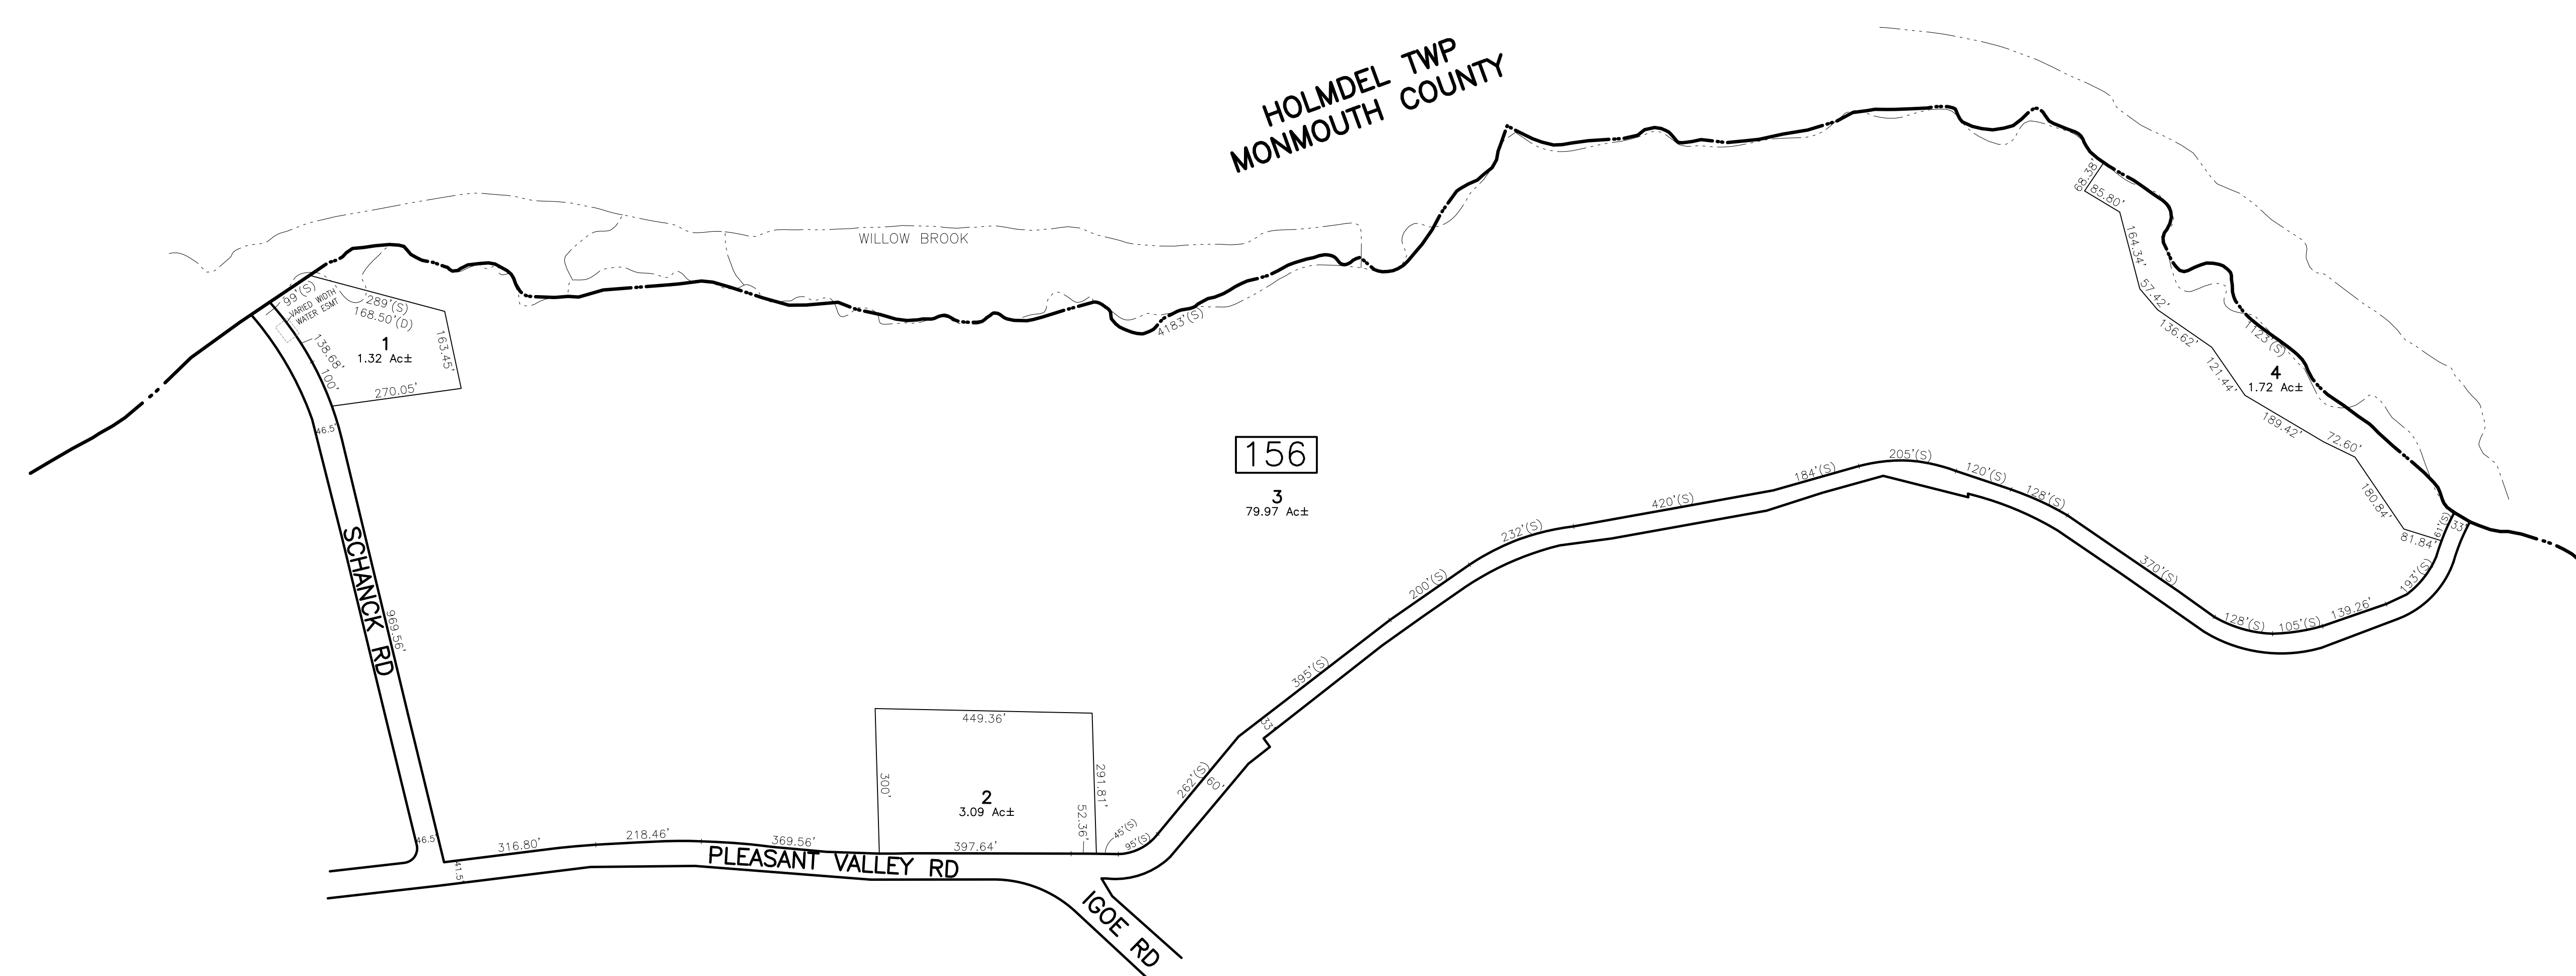 HOLMDEL TWP
MONMOUTH COUNTY
WILLOW BROOK
4183'(S)
99'(S)
VARIED WIDTH
WATER ESMT
289'(S)
168.50'(D)
138.68'
100'
163.45'
1
1.32 Ac±
270.05'
46.5'
SCHANCK RD
969.56'
46.5'
41.5'
316.80'
218.46'
369.56'
PLEASANT VALLEY RD
397.64'
449.36'
300'
291.81'
52.36'
2
3.09 Ac±
45'(S)
95'(S)
IGOE RD
262'(S)
60'
33'
395'(S)
200'(S)
232'(S)
420'(S)
184'(S)
205'(S)
120'(S)
128'(S)
370'(S)
128'(S)
105'(S)
139.26'
193'(S)
61'(S)
33'
156
3
79.97 Ac±
68.38'
85.80'
164.34'
57.42'
136.62'
121.44'
189.42'
72.60'
180.84'
81.84'
1123'(S)
4
1.72 Ac±